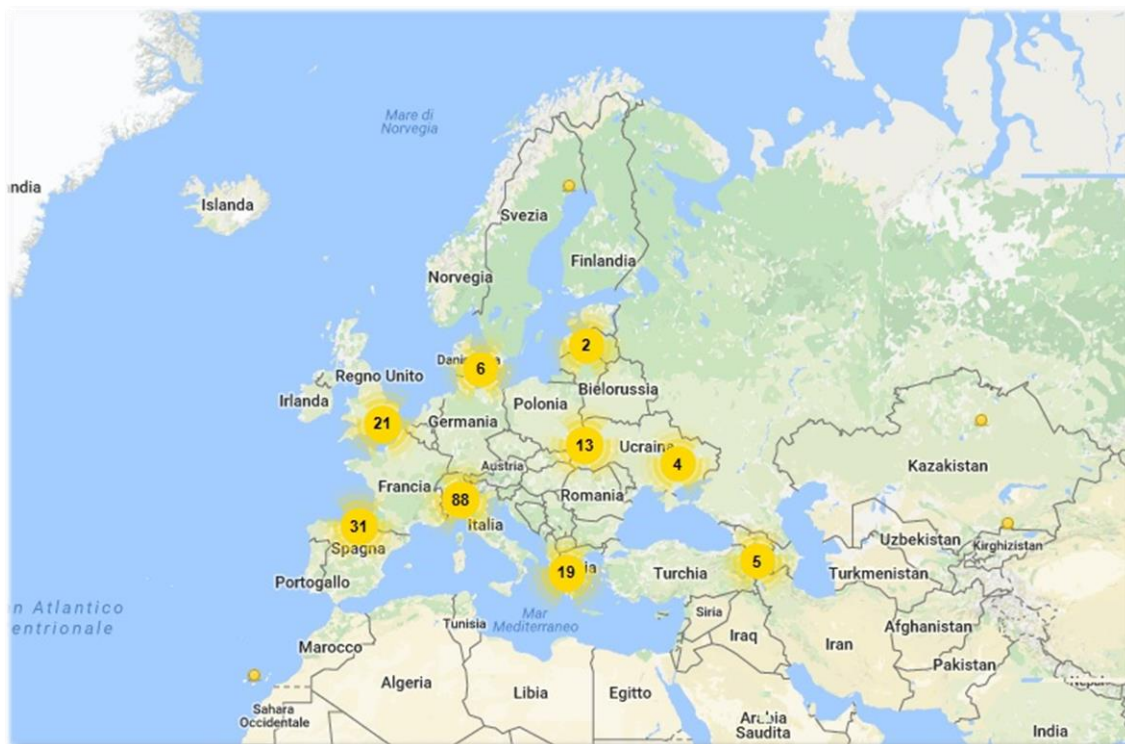 Mare di
Norvegia
ndia
Islanda
Svezia
Finlandia
Norvegia
2
6
Regno Unito
Bielorussia
Irlanda
Polonia
Germania
21
13
Ucraina
4
Austria
Kazakistan
Francia
88
Romania
Italia
31
Spagna
Uzbekistan
Kirghizistan
19
5
Turchia
Turkmenistan
Portogallo
n Atlantico
entrionale
Mar
Mediterraneo
Siria
Tunisia
Afghanistan
Iraq
Iran
Marocco
Pakistan
Algeria
Libia
Egitto
Sahara
Occidentale
Arabia
Saudita
India